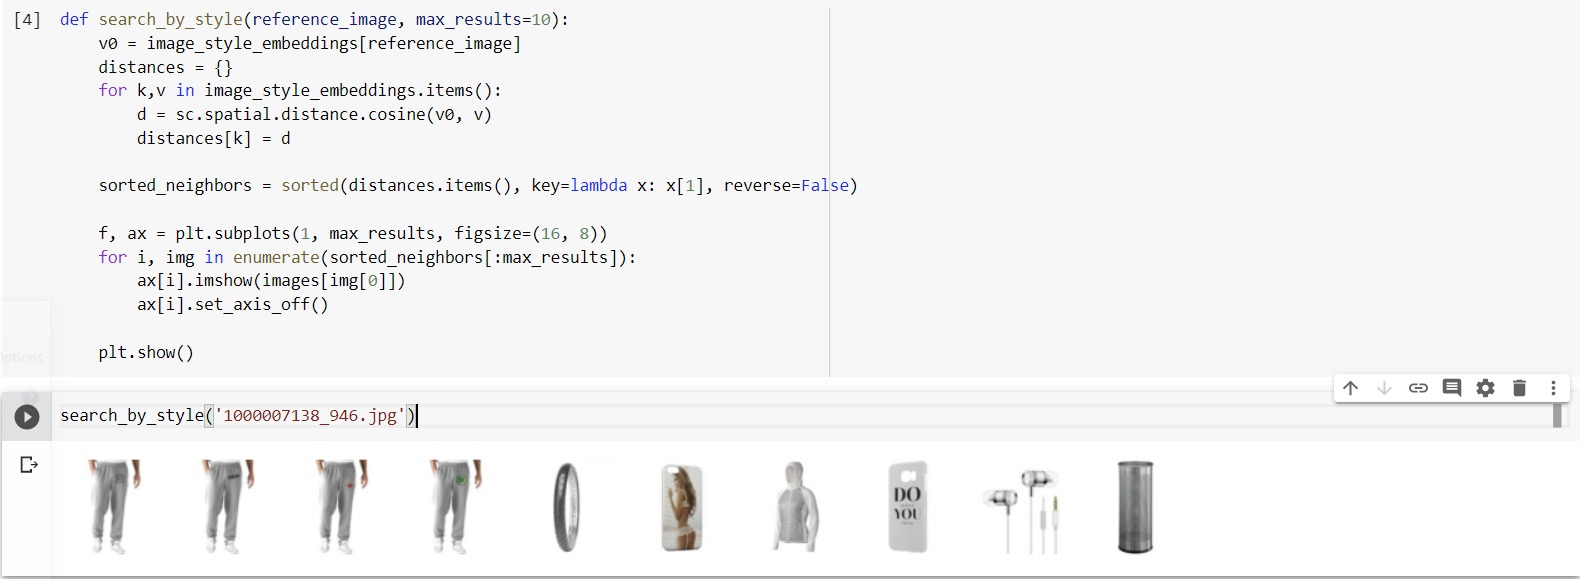 [4] def search_by_style(reference_image, max_results=10):
v0 = image_style_embeddings[reference_image]
distances = {}
for k,v in image_style_embeddings.items():
d = sc.spatial.distance.cosine(v0, v)
distances[k] = d
sorted_neighbors = sorted(distances.items(), key=lambda x: x[1], reverse=False)
f, ax = plt.subplots(1, max_results, figsize=(16, 8))
for i, img in enumerate(sorted_neighbors[:max_results]):
ax[i].imshow(images[img[0]])
ax[i].set_axis_off()
plt.show()
search_by_style('1000007138_946.jpg')
DO
YOU